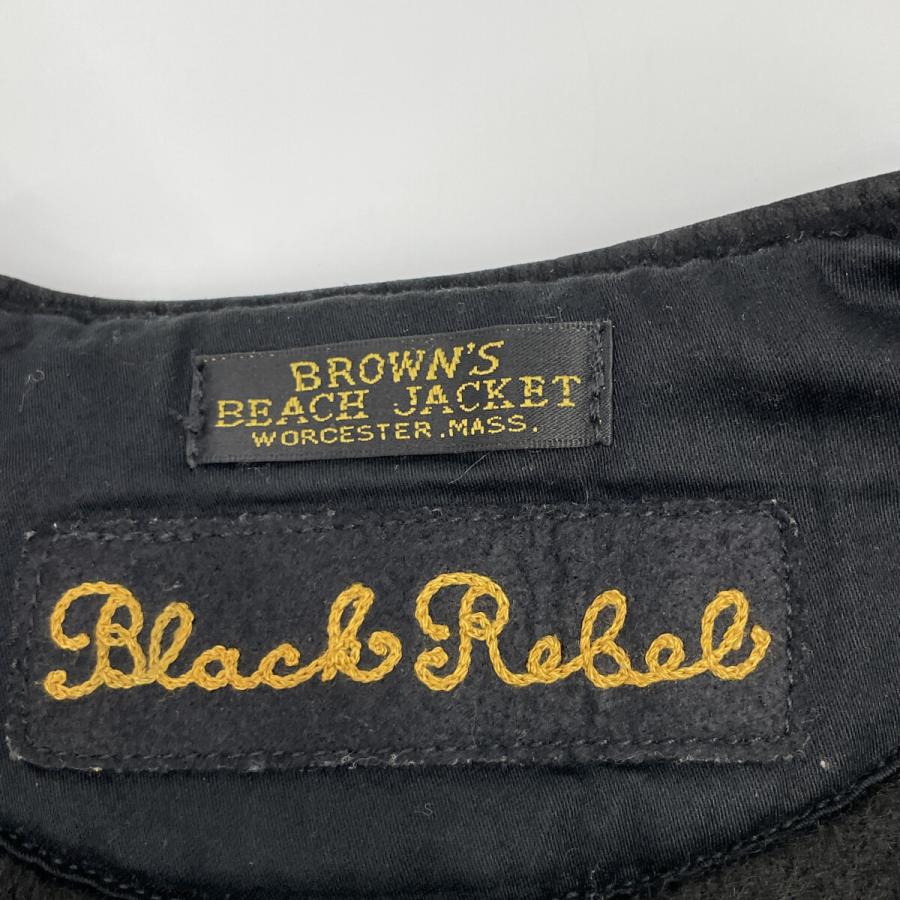 BROWN'S
BEACH JACKET
WORCESTER.MASS.
Black Rebel